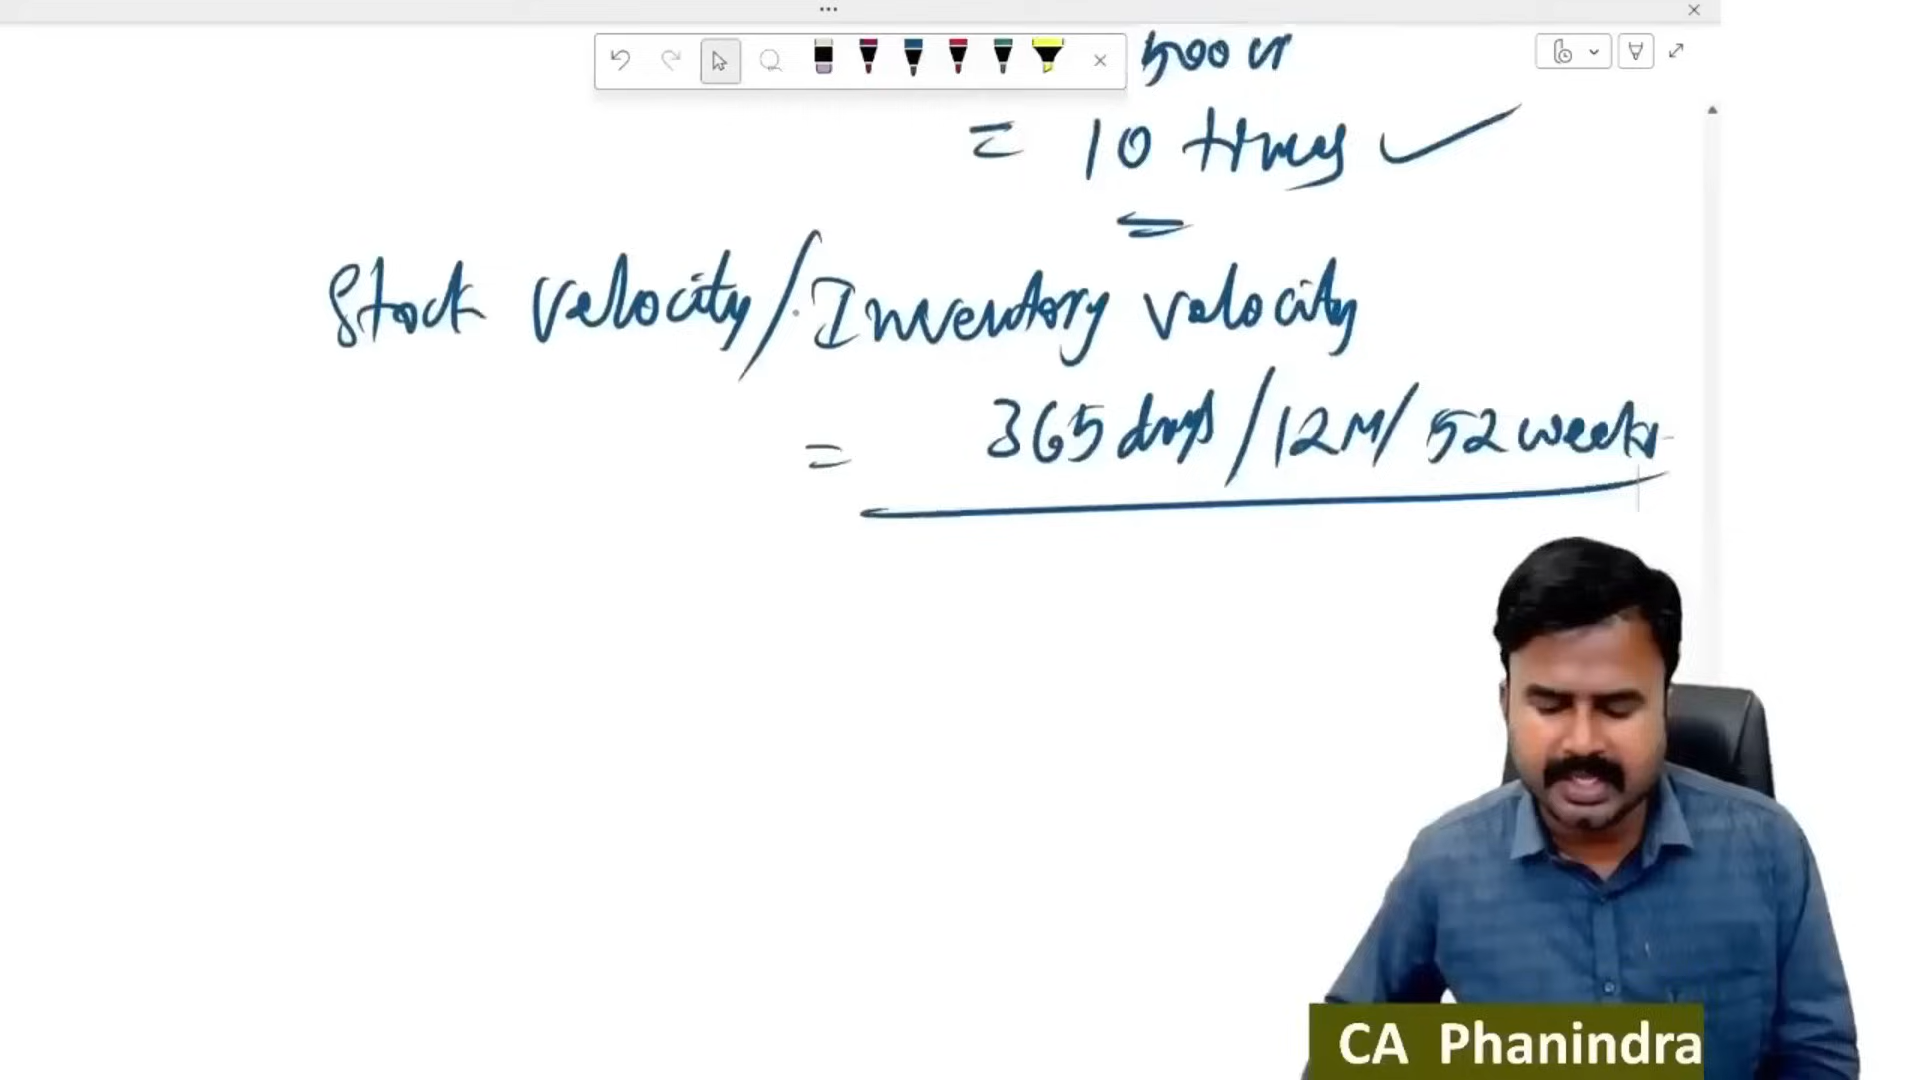 500 cr
= 10 times ✓
Stock velocity / Inventory velocity
= 365 days / 12M / 52 weeks
CA Phanindra